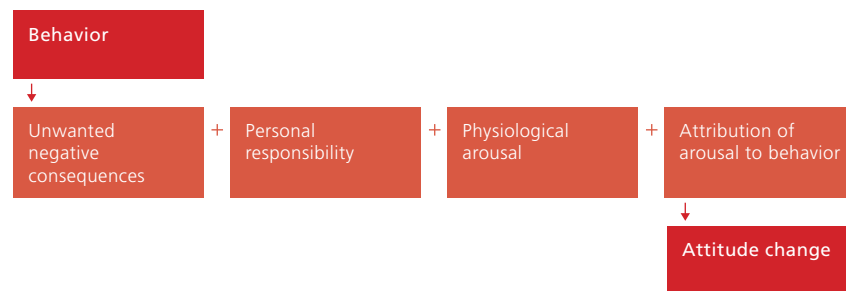 Behavior
Unwanted
negative
consequences
+
Personal
responsibility
+
Physiological
arousal
+
Attribution of
arousal to behavior
Attitude change